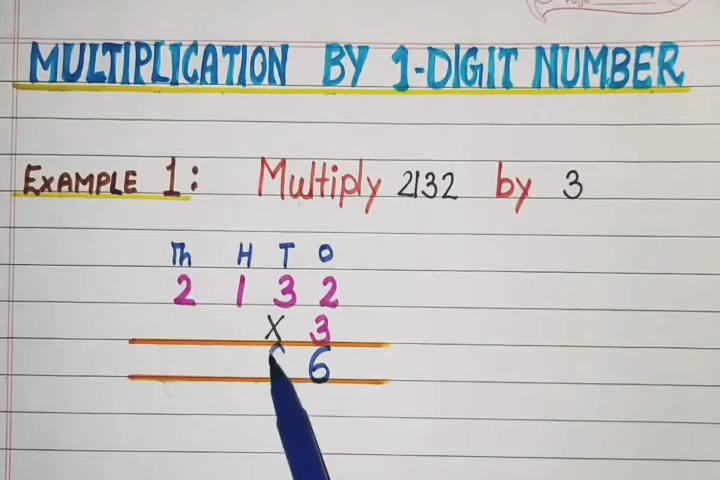 MULTIPLICATION BY 1-DIGIT NUMBER
EXAMPLE 1: Multiply 2132 by 3
Th H T O
2 1 3 2
X 3
6